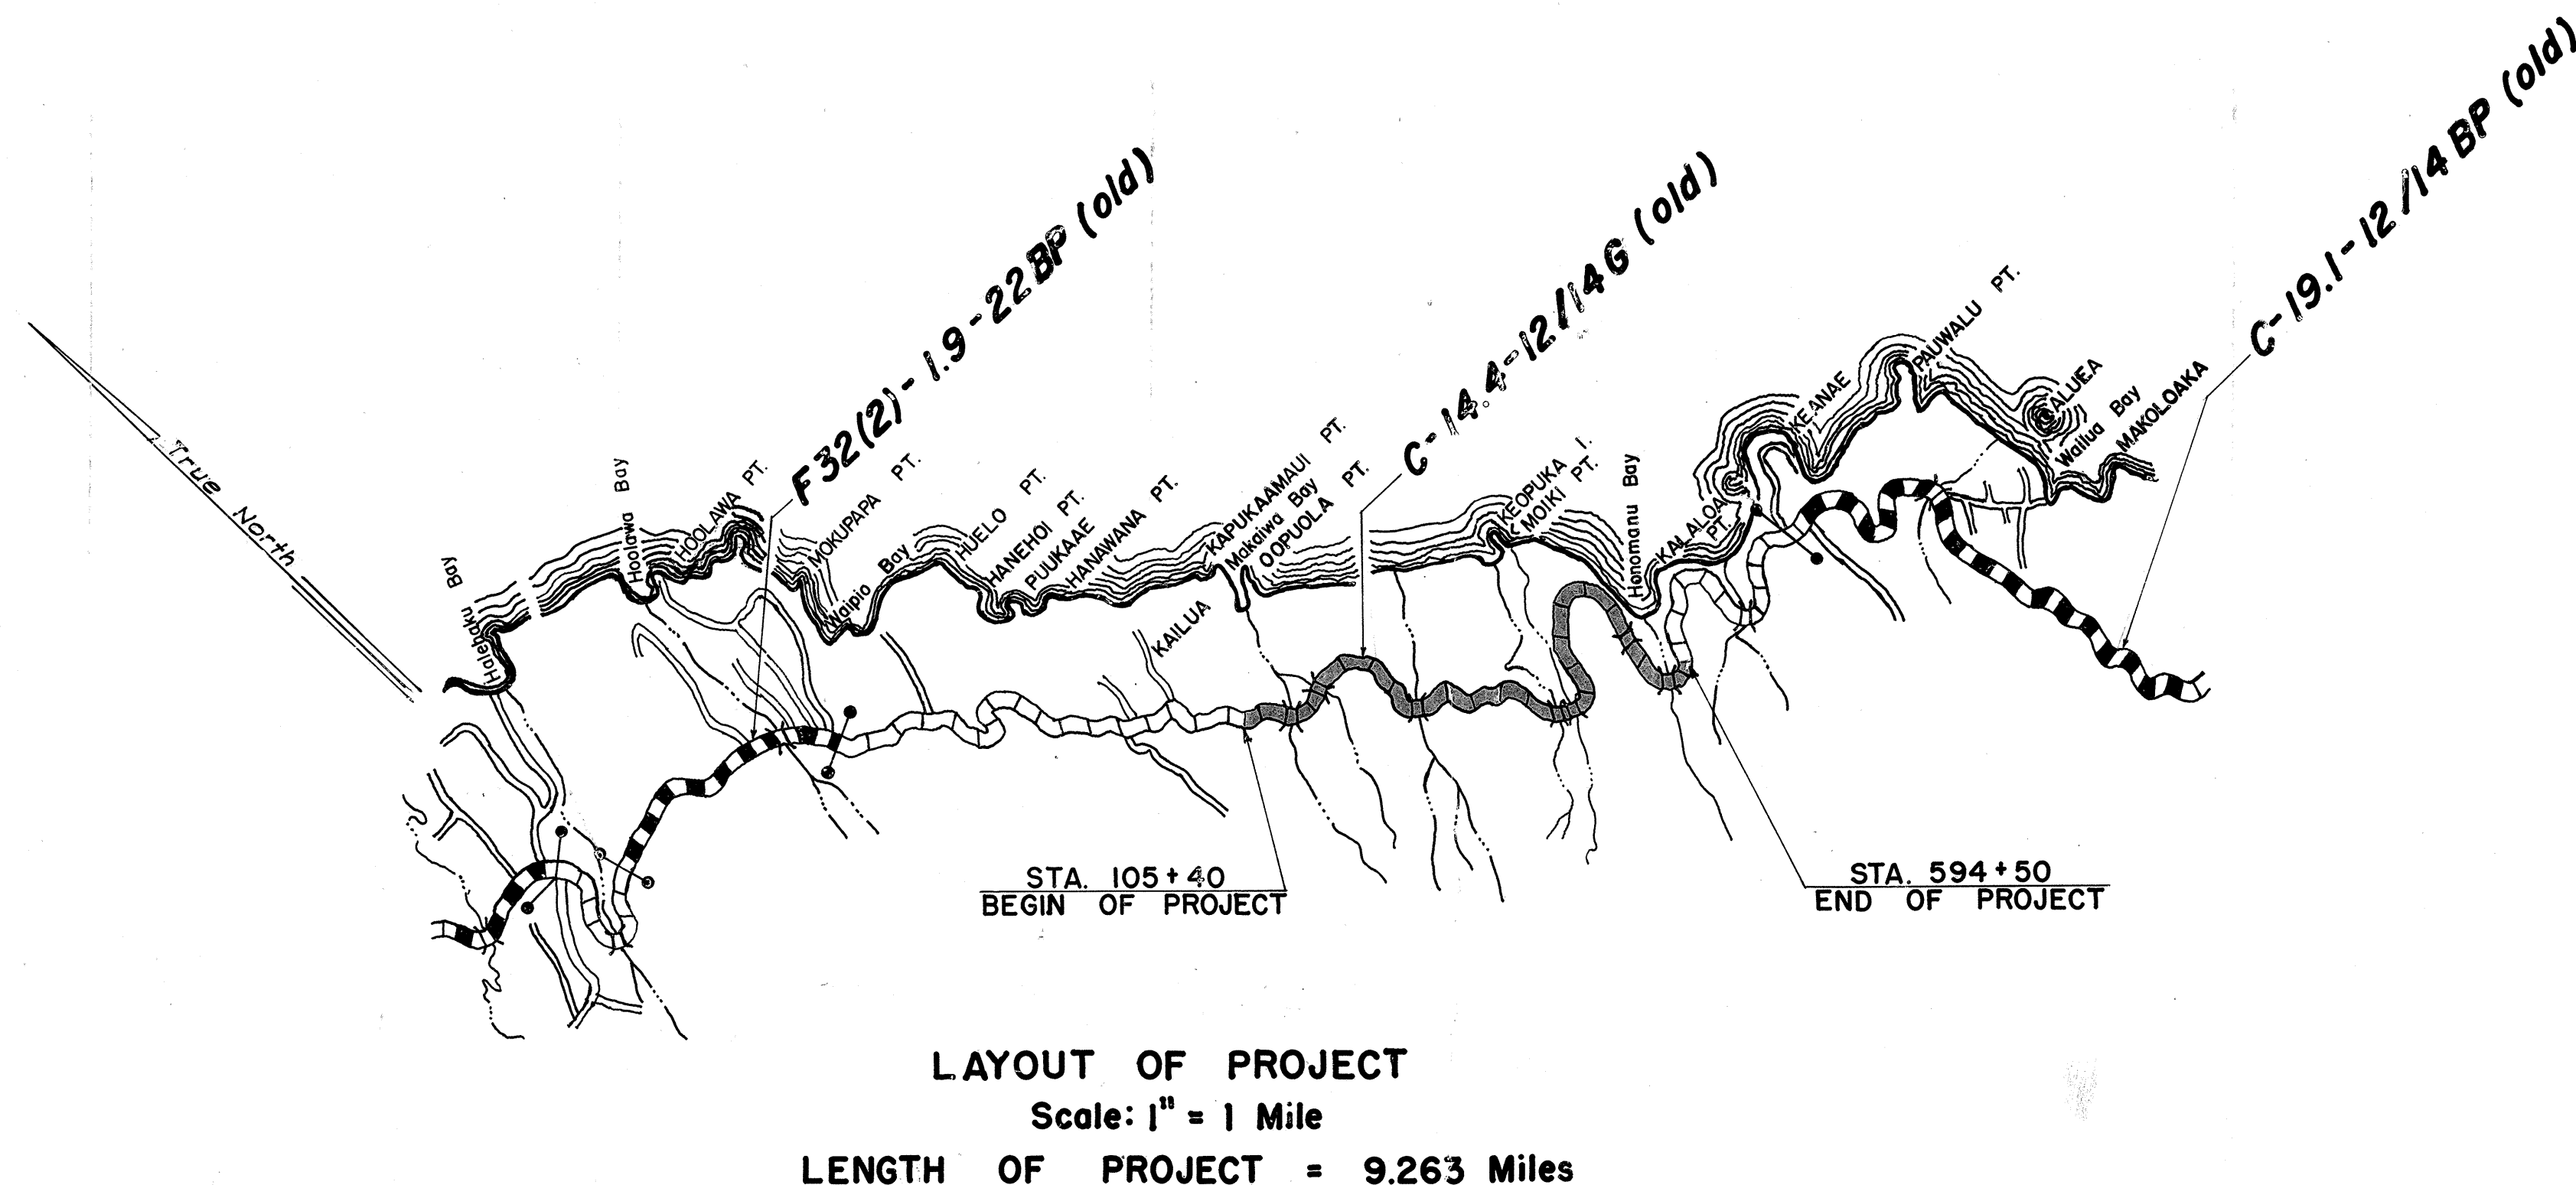 True North
Halehaku Bay
Hoolawa Bay
HOOLAWA PT.
F32(2)-1.9-22BP (old)
MOKUPAPA PT.
Waipio Bay
HUELO PT.
HANEHOI PT.
PUUKAAE
HANAWANA PT.
KAILUA
KAPUKAAMAUI PT.
Makaiwa Bay
OOPUOLA PT.
C-14.4-12/14G (old)
KEOPUKA I.
MOIKI PT.
Honomanu Bay
KALALOA PT.
KEANAE
PAUWALU PT.
ALUEA
Wailua Bay
MAKOLOAKA
C-19.1-12/14BP (old)
STA. 105+40
BEGIN OF PROJECT
STA. 594+50
END OF PROJECT
LAYOUT OF PROJECT
Scale: 1" = 1 Mile
LENGTH OF PROJECT = 9.263 Miles